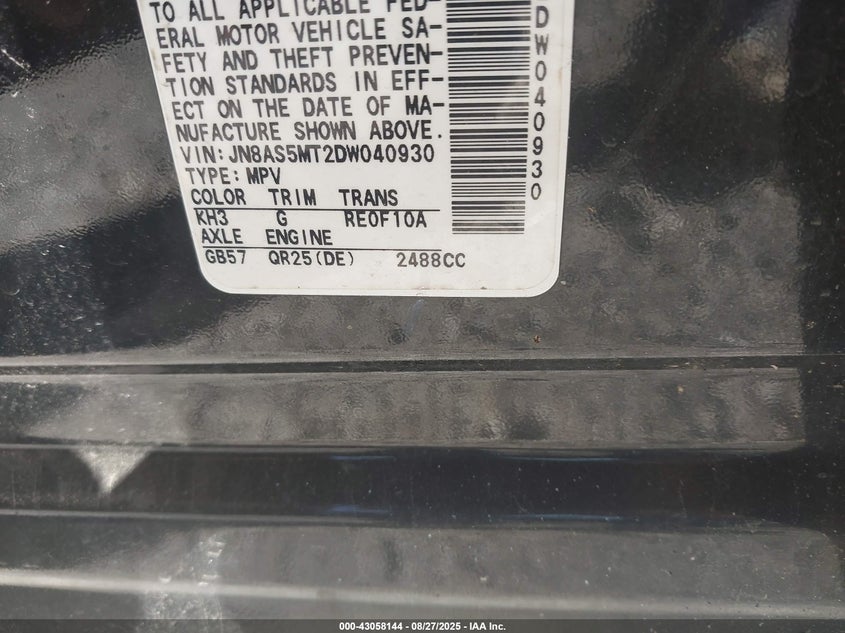 TO ALL APPLICABLE FED-
ERAL MOTOR VEHICLE SA-
FETY AND THEFT PREVEN-
TION STANDARDS IN EFF-
ECT ON THE DATE OF MA-
NUFACTURE SHOWN ABOVE.
VIN:JN8AS5MT2DW040930
TYPE:MPV
COLOR TRIM TRANS
KH3 G RE0F10A
AXLE ENGINE
GB57 QR25(DE) 2488CC
DW040930
000-43058144 - 08/27/2025 - IAA Inc.